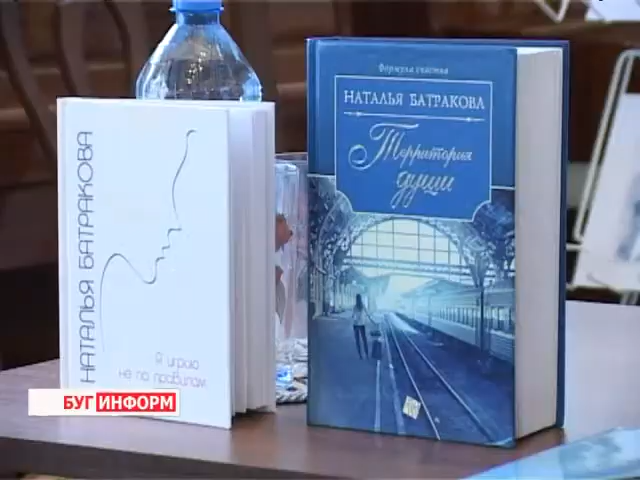 НАТАЛЬЯ БАТРАКОВА
Я играю
не по правилам
Формула счастья
НАТАЛЬЯ БАТРАКОВА
Территория
души
БУГ ИНФОРМ